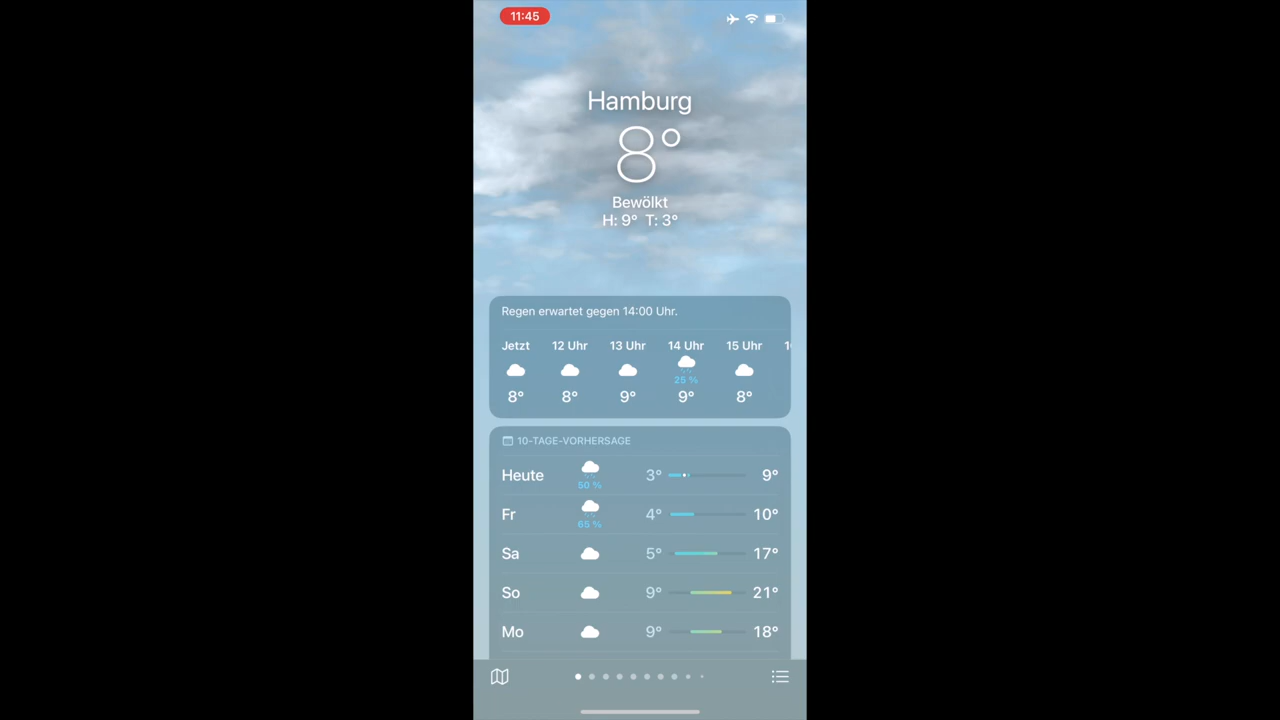 11:45
Hamburg
8°
Bewölkt
H: 9° T: 3°
Regen erwartet gegen 14:00 Uhr.
Jetzt 12 Uhr 13 Uhr 14 Uhr 15 Uhr
25 %
8° 8° 9° 9° 8°
10-TAGE-VORHERSAGE
Heute 3° 9°
50 %
Fr 4° 10°
65 %
Sa 5° 17°
So 9° 21°
Mo 9° 18°